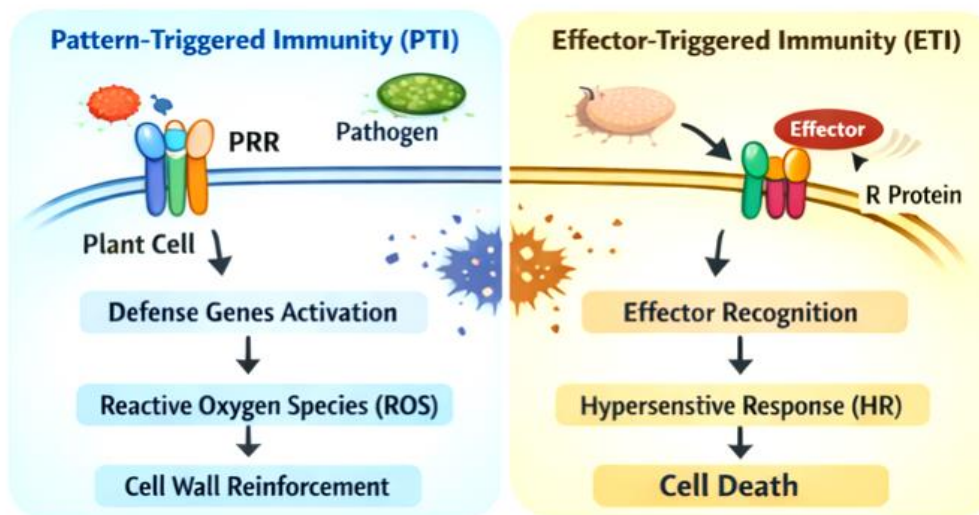 Pattern-Triggered Immunity (PTI)
PRR
Pathogen
Plant Cell
Defense Genes Activation
Reactive Oxygen Species (ROS)
Cell Wall Reinforcement
Effector-Triggered Immunity (ETI)
Effector
R Protein
Effector Recognition
Hypersenstive Response (HR)
Cell Death